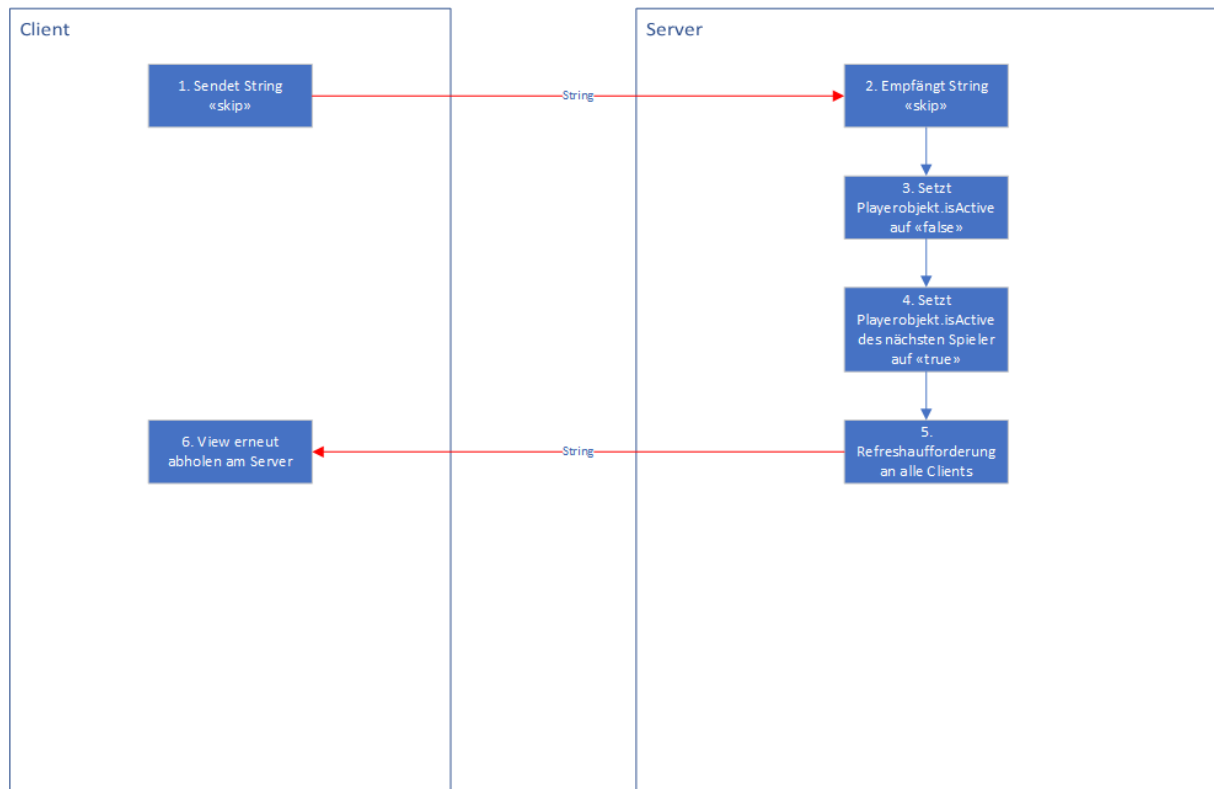 Client
Server
1. Sendet String
«skip»
String
2. Empfängt String
«skip»
3. Setzt
Playerobjekt.isActive
auf «false»
4. Setzt
Playerobjekt.isActive
des nächsten Spieler
auf «true»
6. View erneut
abholen am Server
String
5.
Refreshaufforderung
an alle Clients